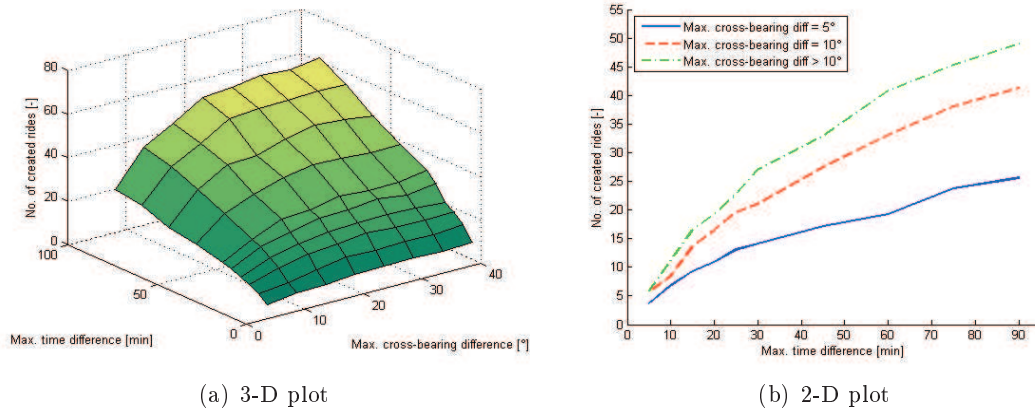 80
60
40
20
0
No. of created rides [-]
100
50
0
Max. time difference [min]
0
10
20
30
40
Max. cross-bearing difference [°]
(a) 3-D plot
55
50
45
40
35
30
25
20
15
10
5
0
No. of created rides [-]
Max. cross-bearing diff = 5°
Max. cross-bearing diff = 10°
Max. cross-bearing diff > 10°
0 10 20 30 40 50 60 70 80 90
Max. time difference [min]
(b) 2-D plot